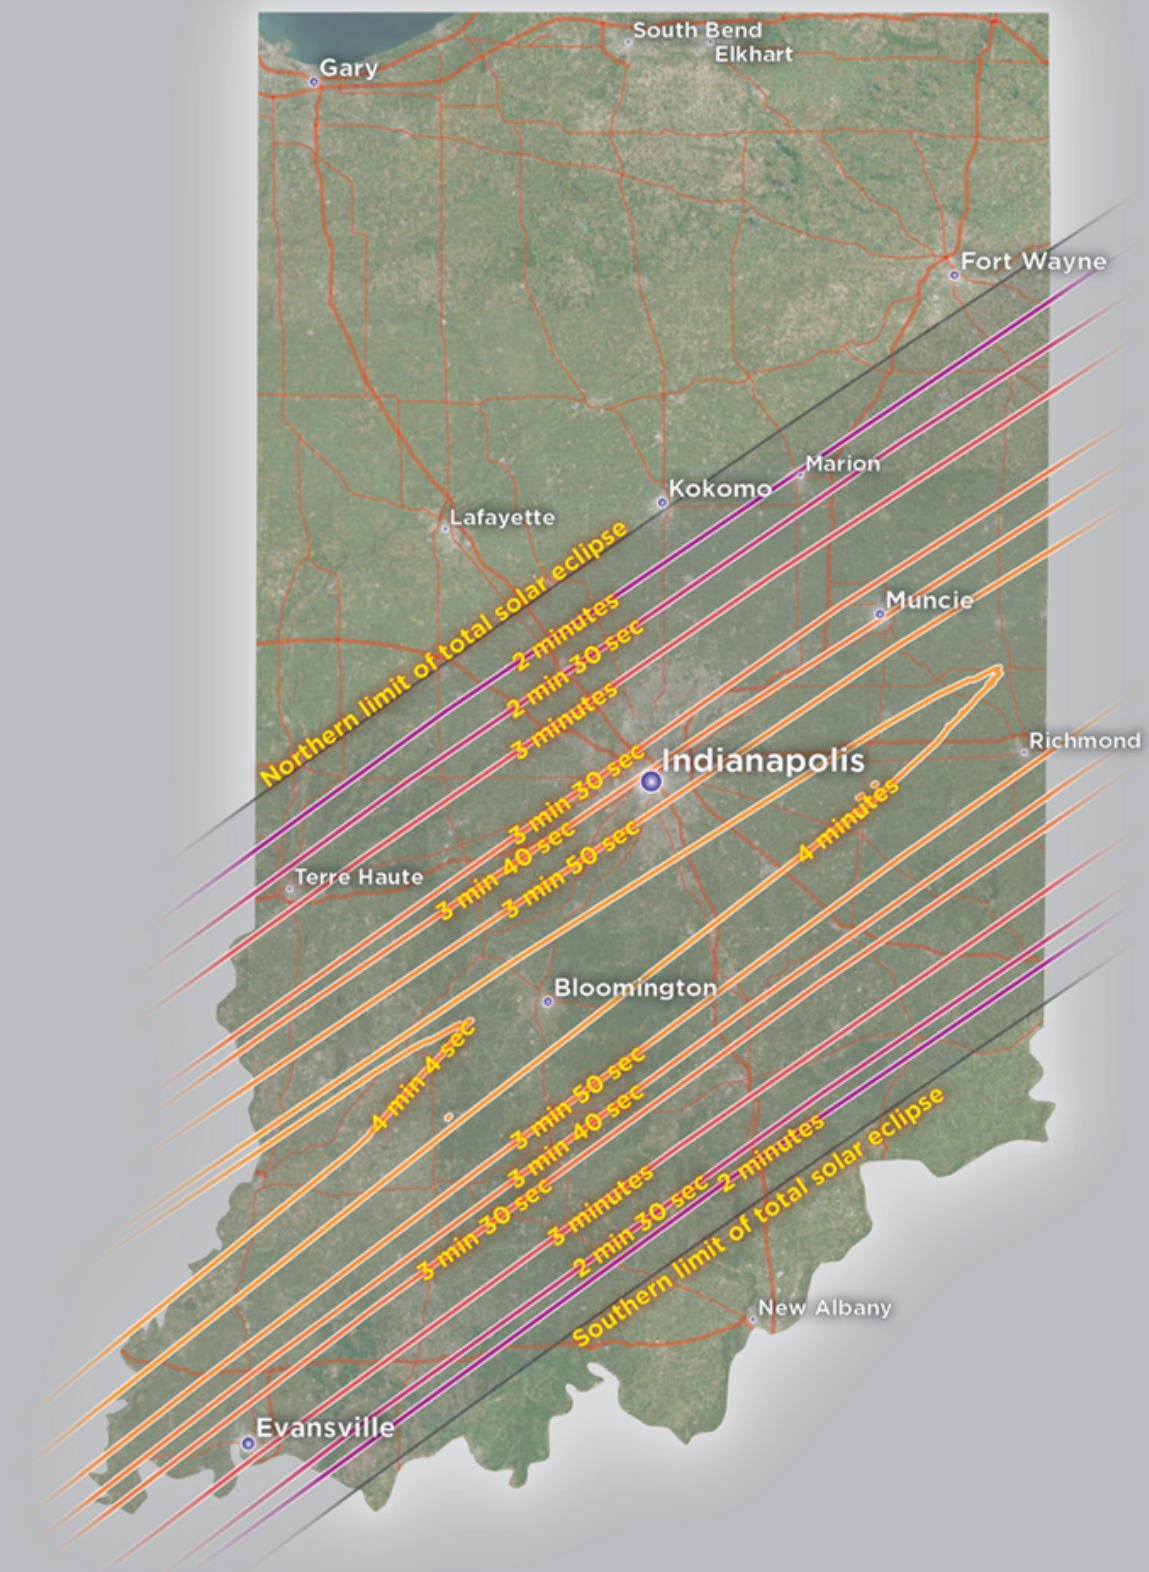 South Bend
Elkhart
Gary
Fort Wayne
Marion
Kokomo
Lafayette
Northern limit of total solar eclipse
2 minutes
2 min 30 sec
3 minutes
Muncie
Richmond
Indianapolis
3 min 30 sec
3 min 40 sec
3 min 50 sec
4 minutes
Terre Haute
Bloomington
4 min 4 sec
3 min 50 sec
3 min 40 sec
3 min 30 sec
3 minutes
2 min 30 sec
2 minutes
Southern limit of total solar eclipse
New Albany
Evansville